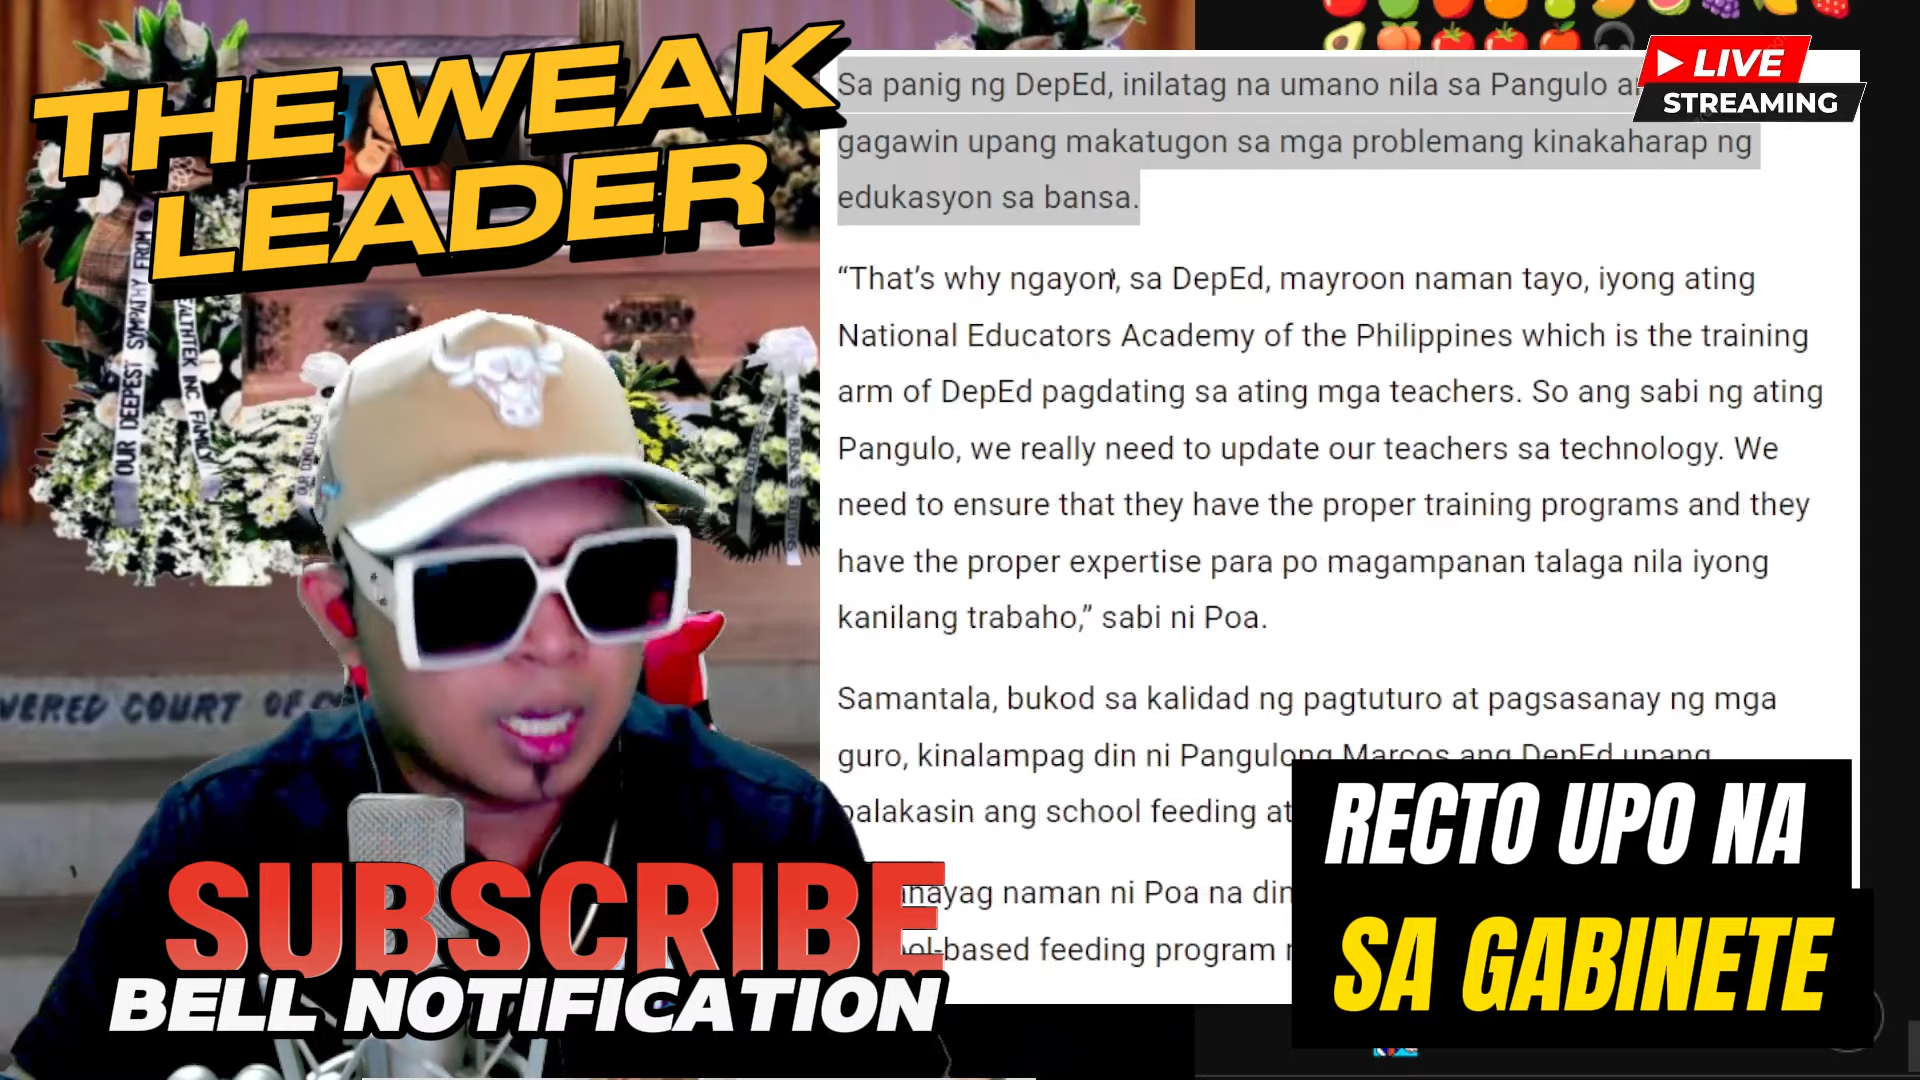 THE WEAK
LEADER
LIVE
STREAMING
Sa panig ng DepEd, inilatag na umano nila sa Pangulo
gagawin upang makatugon sa mga problemang kinakaharap ng
edukasyon sa bansa.
“That’s why ngayon, sa DepEd, mayroon naman tayo, iyong ating
National Educators Academy of the Philippines which is the training
arm of DepEd pagdating sa ating mga teachers. So ang sabi ng ating
Pangulo, we really need to update our teachers sa technology. We
need to ensure that they have the proper training programs and they
have the proper expertise para po magampanan talaga nila iyong
kanilang trabaho,” sabi ni Poa.
Samantala, bukod sa kalidad ng pagtuturo at pagsasanay ng mga
guro, kinalampag din ni Pangulong Marcos ang DepEd upang
palakasin ang school feeding at
naman ni Poa na
-based feeding program
OUR DEEPEST SYMPATHY FROM
INC FAMILY
COVERED COURT OF
SUBSCRIBE
BELL NOTIFICATION
RECTO UPO NA
SA GABINETE